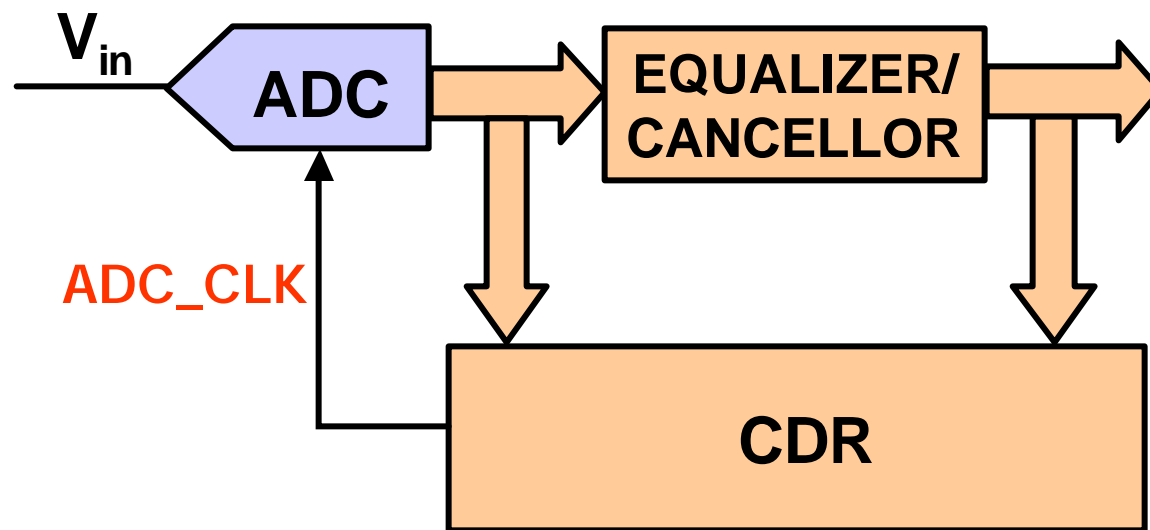 Vin
ADC
EQUALIZER/
CANCELLOR
ADC_CLK
CDR